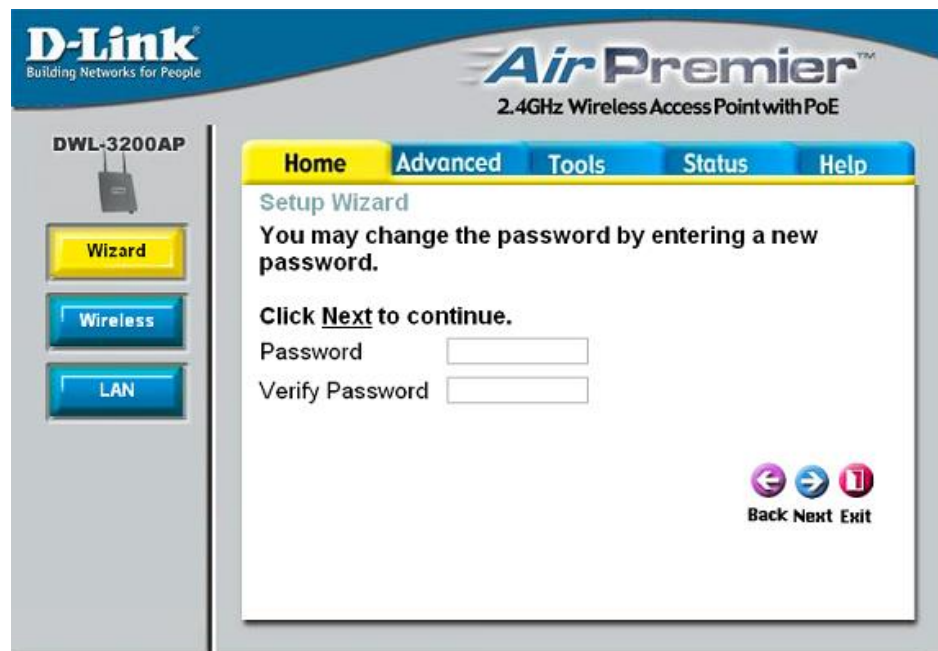 D-Link®
Building Networks for People
Air Premier™
2.4GHz Wireless Access Point with PoE
DWL-3200AP
Home Advanced Tools Status Help
Wizard
Wireless
LAN
Setup Wizard
You may change the password by entering a new
password.
Click Next to continue.
Password
Verify Password
Back Next Exit